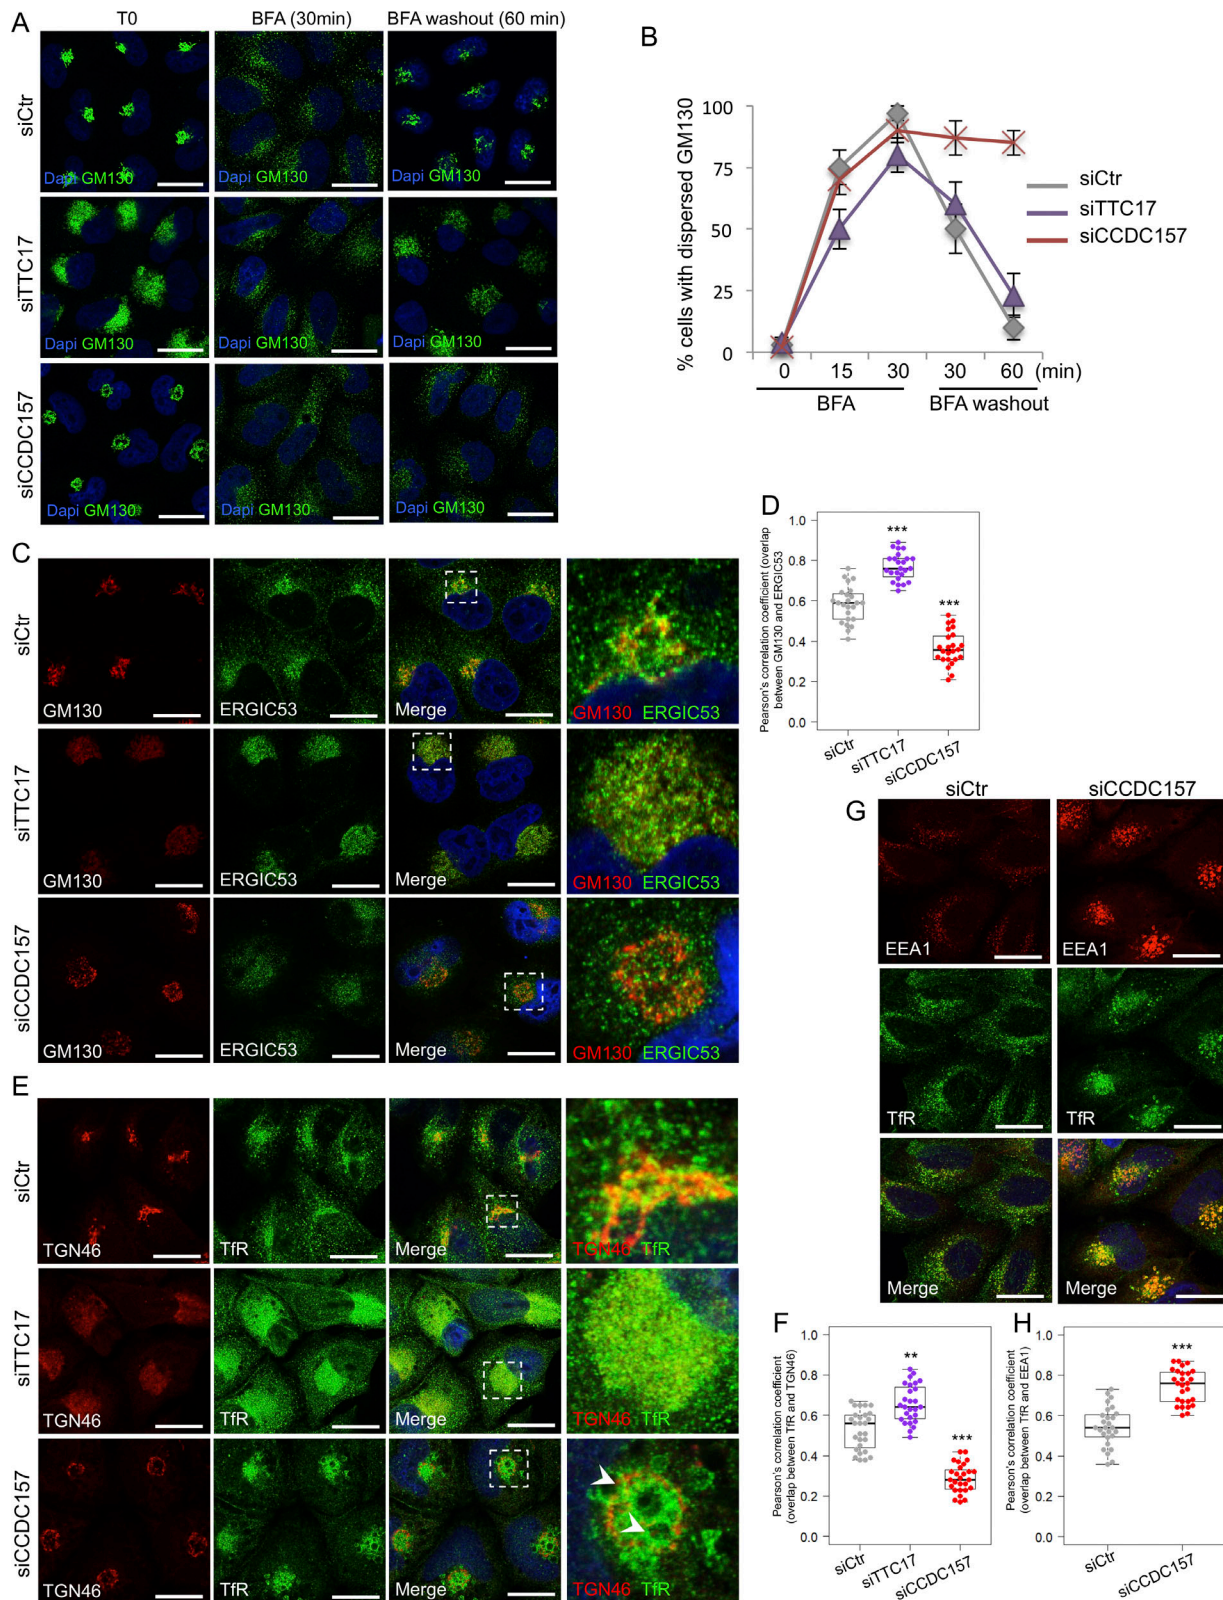 A
T0
BFA (30min)
BFA washout (60 min)
siCtr
Dapi GM130
Dapi GM130
Dapi GM130
siTTC17
Dapi GM130
Dapi GM130
Dapi GM130
siCCDC157
Dapi GM130
Dapi GM130
Dapi GM130
B
% cells with dispersed GM130
100
75
50
25
0
0
15
30
30
60
(min)
BFA
BFA washout
siCtr
siTTC17
siCCDC157
C
siCtr
GM130
ERGIC53
Merge
GM130 ERGIC53
siTTC17
GM130
ERGIC53
Merge
GM130 ERGIC53
siCCDC157
GM130
ERGIC53
Merge
GM130 ERGIC53
D
Pearson's correlation coefficient (overlap
between GM130 and ERGIC53
1.0
0.8
0.6
0.4
0.2
0.0
***
***
siCtr
siTTC17
siCCDC157
E
siCtr
TGN46
TfR
Merge
TGN46 TfR
siTTC17
TGN46
TfR
Merge
TGN46 TfR
siCCDC157
TGN46
TfR
Merge
TGN46 TfR
G
siCtr
siCCDC157
EEA1
EEA1
TfR
TfR
Merge
Merge
F
Pearson's correlation coefficient
(overlap between TfR and TGN46)
1.0
0.8
0.6
0.4
0.2
0.0
**
***
siCtr
siTTC17
siCCDC157
H
Pearson's correlation coefficient
(overlap between TfR and EEA1)
1.0
0.8
0.6
0.4
0.2
0.0
***
siCtr
siCCDC157